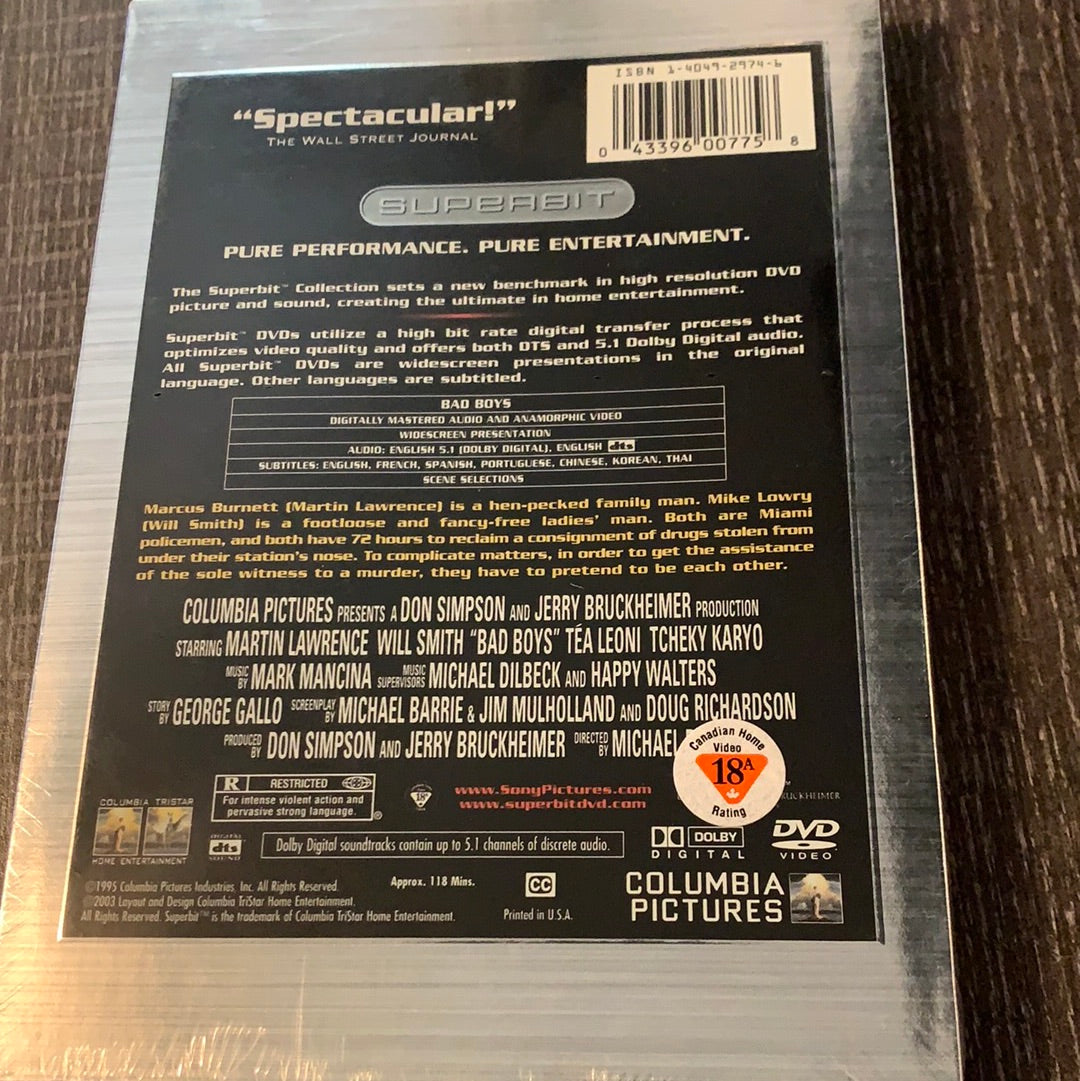 ISBN 1-4049-2974-6
0 43396 00775 8
“Spectacular!”
THE WALL STREET JOURNAL
SUPERBIT
PURE PERFORMANCE. PURE ENTERTAINMENT.
The Superbit™ Collection sets a new benchmark in high resolution DVD
picture and sound, creating the ultimate in home entertainment.
Superbit™ DVDs utilize a high bit rate digital transfer process that
optimizes video quality and offers both DTS and 5.1 Dolby Digital audio.
All Superbit™ DVDs are widescreen presentations in the original
language. Other languages are subtitled.
BAD BOYS
DIGITALLY MASTERED AUDIO AND ANAMORPHIC VIDEO
WIDESCREEN PRESENTATION
AUDIO: ENGLISH 5.1 (DOLBY DIGITAL), ENGLISH dts
SUBTITLES: ENGLISH, FRENCH, SPANISH, PORTUGUESE, CHINESE, KOREAN, THAI
SCENE SELECTIONS
Marcus Burnett (Martin Lawrence) is a hen-pecked family man. Mike Lowry
(Will Smith) is a footloose and fancy-free ladies’ man. Both are Miami
policemen, and both have 72 hours to reclaim a consignment of drugs stolen from
under their station’s nose. To complicate matters, in order to get the assistance
of the sole witness to a murder, they have to pretend to be each other.
COLUMBIA PICTURES PRESENTS A DON SIMPSON AND JERRY BRUCKHEIMER PRODUCTION
STARRING MARTIN LAWRENCE WILL SMITH “BAD BOYS” TÉA LEONI TCHEKY KARYO
MUSIC BY MARK MANCINA MUSIC SUPERVISORS MICHAEL DILBECK AND HAPPY WALTERS
STORY BY GEORGE GALLO SCREENPLAY BY MICHAEL BARRIE & JIM MULHOLLAND AND DOUG RICHARDSON
PRODUCED BY DON SIMPSON AND JERRY BRUCKHEIMER DIRECTED BY MICHAEL
Canadian Home
Video
18A
Rating
R RESTRICTED
For intense violent action and
pervasive strong language.
®
www.SonyPictures.com
www.superbitdvd.com
COLUMBIA TRISTAR
HOME ENTERTAINMENT
DIGITAL
dts
SOUND
Dolby Digital soundtracks contain up to 5.1 channels of discrete audio.
DOLBY
DIGITAL
DVD
VIDEO
©1995 Columbia Pictures Industries, Inc. All Rights Reserved.
©2003 Layout and Design Columbia TriStar Home Entertainment.
All Rights Reserved. Superbit™ is the trademark of Columbia TriStar Home Entertainment.
Approx. 118 Mins.
CC
Printed in U.S.A.
COLUMBIA
PICTURES